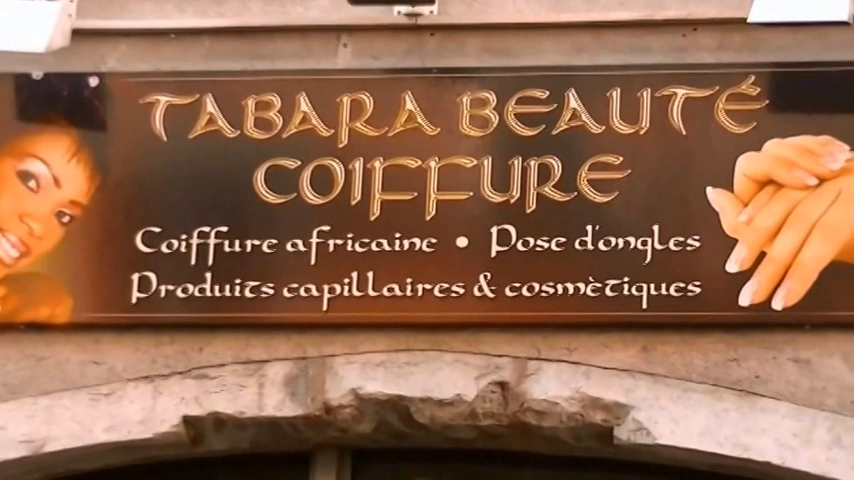 TABARA BEAUTÉ
COIFFURE
Coiffure africaine • Pose d'ongles
Produits capillaires & cosmètiques